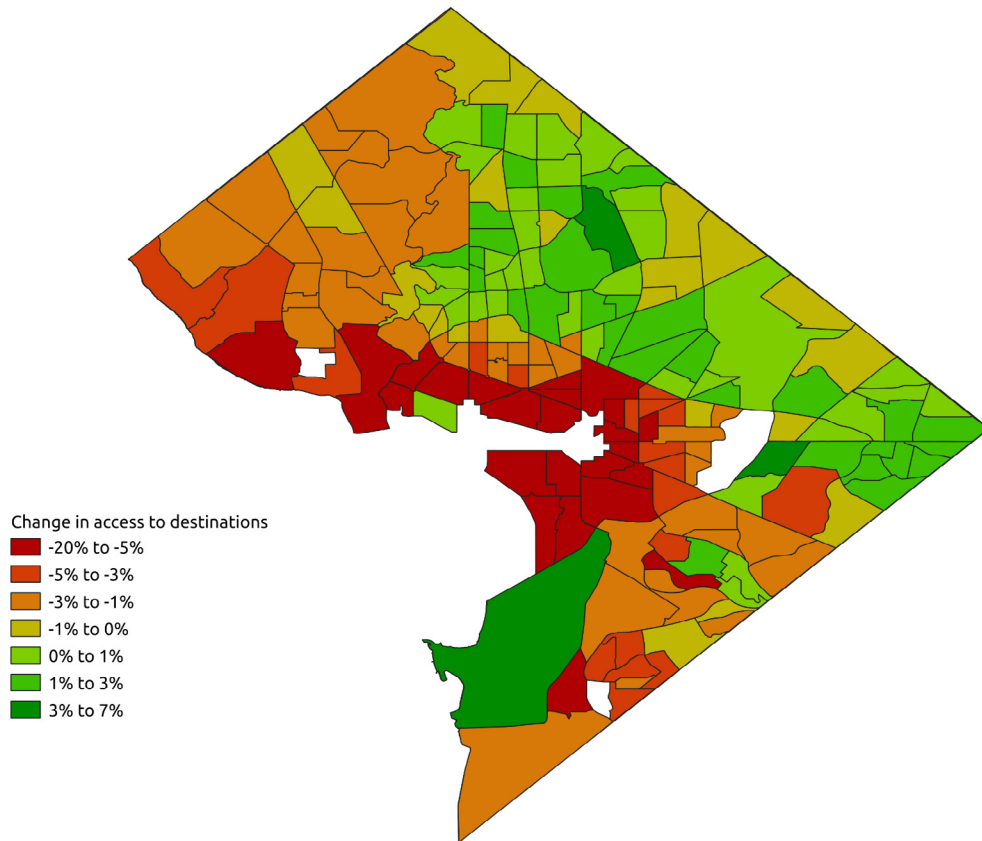 Change in access to destinations
-20% to -5%
-5% to -3%
-3% to -1%
-1% to 0%
0% to 1%
1% to 3%
3% to 7%